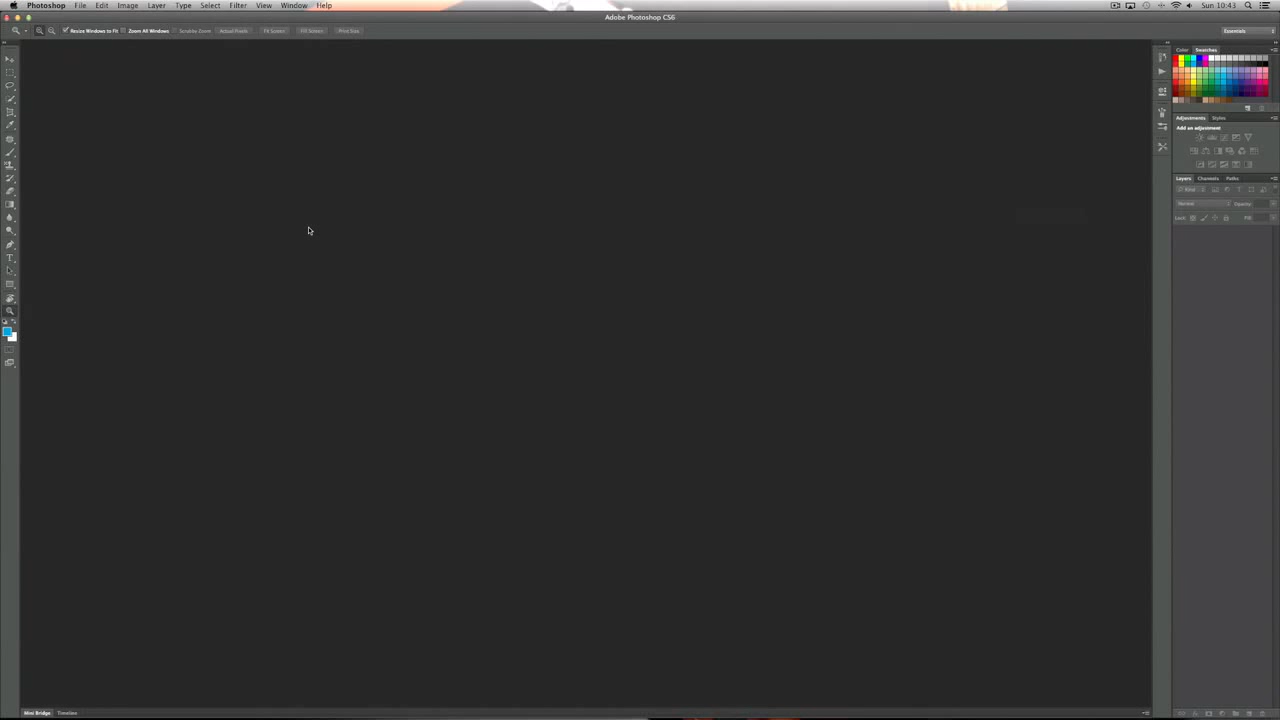 Photoshop File Edit Image Layer Type Select Filter View Window Help Sun 10:43
Adobe Photoshop CS6
Resize Windows to Fit Zoom All Windows Scrubby Zoom Actual Pixels Fit Screen Fill Screen Print Size Essentials
Color Swatches
Adjustments Styles
Add an adjustment
Layers Channels Paths
Kind
Normal Opacity:
Lock: Fill:
Mini Bridge Timeline